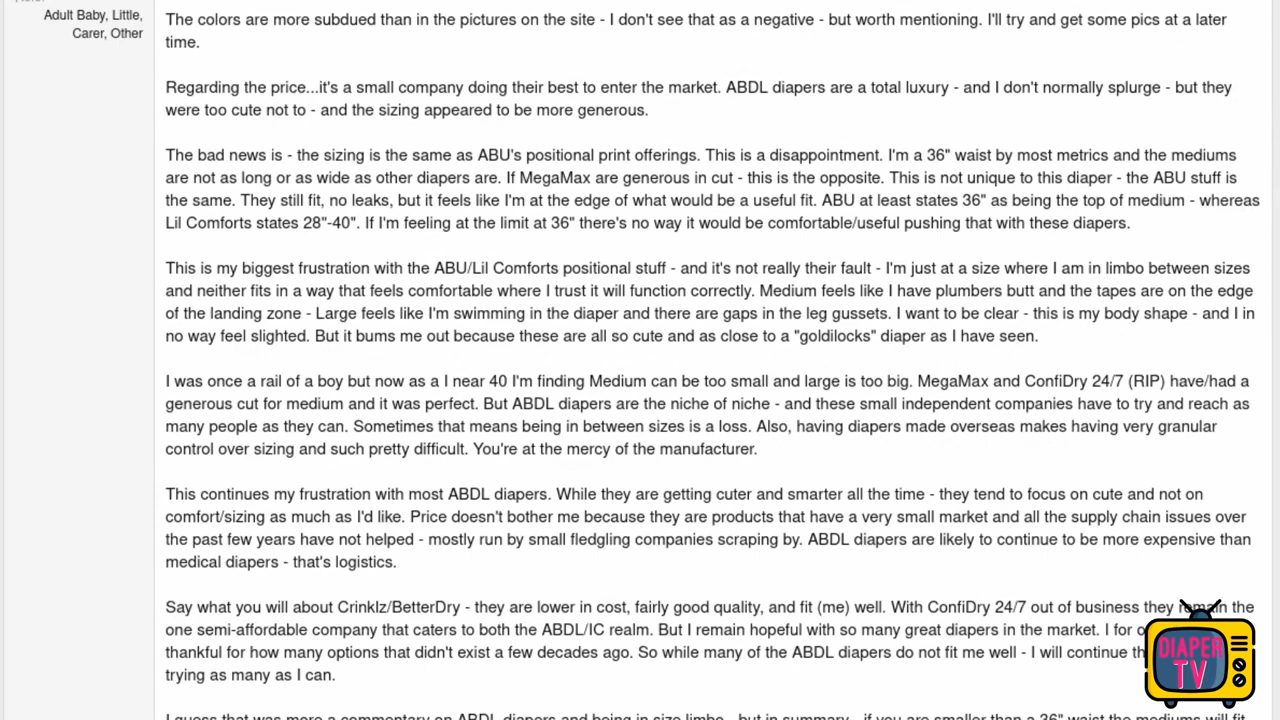 Adult Baby, Little,
Carer, Other
The colors are more subdued than in the pictures on the site - I don't see that as a negative - but worth mentioning. I'll try and get some pics at a later
time.
Regarding the price...it's a small company doing their best to enter the market. ABDL diapers are a total luxury - and I don't normally splurge - but they
were too cute not to - and the sizing appeared to be more generous.
The bad news is - the sizing is the same as ABU's positional print offerings. This is a disappointment. I'm a 36" waist by most metrics and the mediums
are not as long or as wide as other diapers are. If MegaMax are generous in cut - this is the opposite. This is not unique to this diaper - the ABU stuff is
the same. They still fit, no leaks, but it feels like I'm at the edge of what would be a useful fit. ABU at least states 36" as being the top of medium - whereas
Lil Comforts states 28"-40". If I'm feeling at the limit at 36" there's no way it would be comfortable/useful pushing that with these diapers.
This is my biggest frustration with the ABU/Lil Comforts positional stuff - and it's not really their fault - I'm just at a size where I am in limbo between sizes
and neither fits in a way that feels comfortable where I trust it will function correctly. Medium feels like I have plumbers butt and the tapes are on the edge
of the landing zone - Large feels like I'm swimming in the diaper and there are gaps in the leg gussets. I want to be clear - this is my body shape - and I in
no way feel slighted. But it bums me out because these are all so cute and as close to a "goldilocks" diaper as I have seen.
I was once a rail of a boy but now as a I near 40 I'm finding Medium can be too small and large is too big. MegaMax and ConfiDry 24/7 (RIP) have/had a
generous cut for medium and it was perfect. But ABDL diapers are the niche of niche - and these small independent companies have to try and reach as
many people as they can. Sometimes that means being in between sizes is a loss. Also, having diapers made overseas makes having very granular
control over sizing and such pretty difficult. You're at the mercy of the manufacturer.
This continues my frustration with most ABDL diapers. While they are getting cuter and smarter all the time - they tend to focus on cute and not on
comfort/sizing as much as I'd like. Price doesn't bother me because they are products that have a very small market and all the supply chain issues over
the past few years have not helped - mostly run by small fledgling companies scraping by. ABDL diapers are likely to continue to be more expensive than
medical diapers - that's logistics.
Say what you will about Crinklz/BetterDry - they are lower in cost, fairly good quality, and fit (me) well. With ConfiDry 24/7 out of business they remain the
one semi-affordable company that caters to both the ABDL/IC realm. But I remain hopeful with so many great diapers in the market. I for
thankful for how many options that didn't exist a few decades ago. So while many of the ABDL diapers do not fit me well - I will continue
trying as many as I can.
I guess that was more a commentary on ABDL diapers and being in size limbo - but in summary - if you are smaller than a 36" waist the mediums will fit
DIAPER
TV